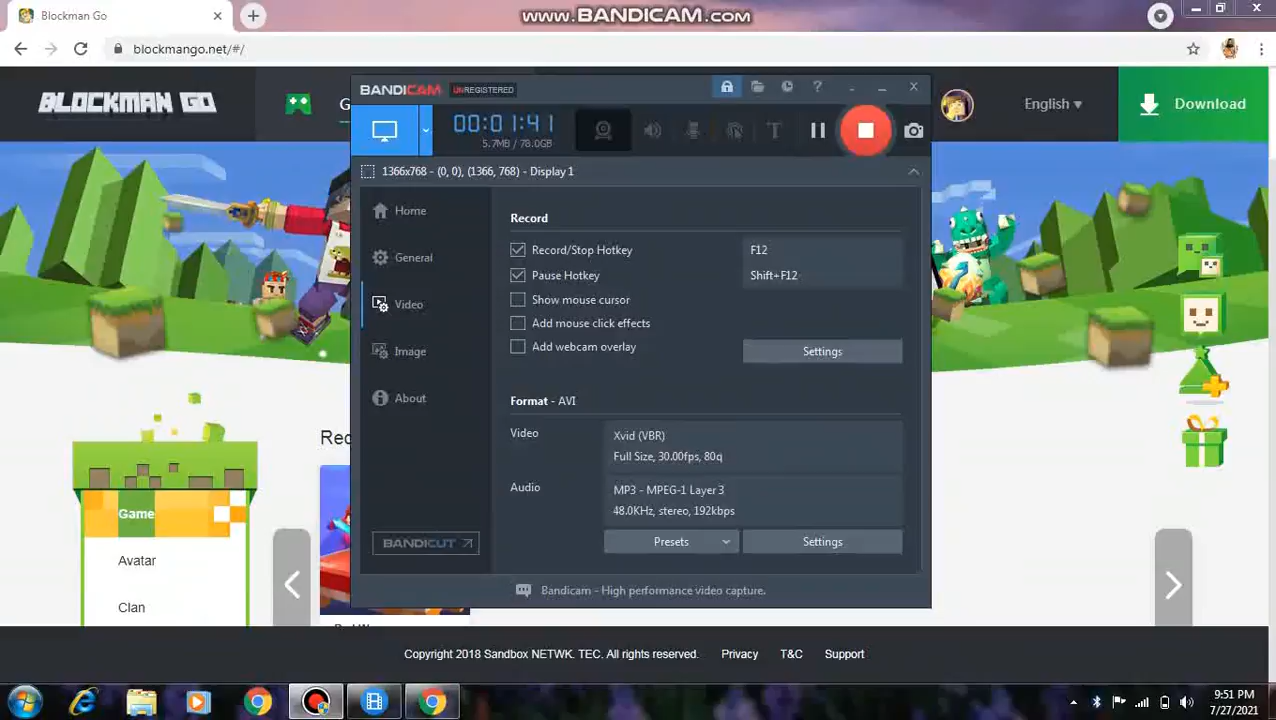 Blockman Go
www.BANDICAM.com
blockmango.net/#/
BLOCKMAN GO
G
English
Download
BANDICAM
UNREGISTERED
00:01:41
5.7MB / 78.0GB
1366x768 - (0, 0), (1366, 768) - Display 1
Home
General
Video
Image
About
BANDICUT
Record
Record/Stop Hotkey
F12
Pause Hotkey
Shift+F12
Show mouse cursor
Add mouse click effects
Add webcam overlay
Settings
Format - AVI
Video
Xvid (VBR)
Full Size, 30.00fps, 80q
Audio
MP3 - MPEG-1 Layer 3
48.0KHz, stereo, 192kbps
Presets
Settings
Bandicam - High performance video capture.
Rec
Game
Avatar
Clan
Copyright 2018 Sandbox NETWK. TEC. All rights reserved.
Privacy
T&C
Support
9:51 PM
7/27/2021